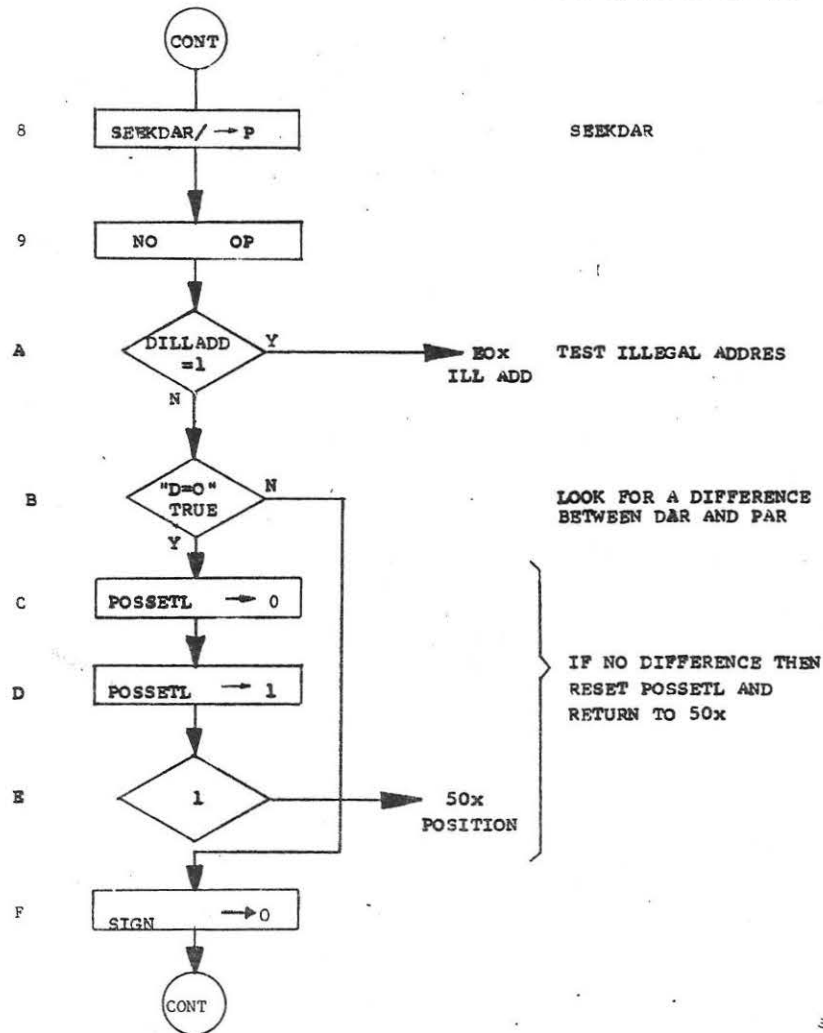 CONT
8 SEEKDAR/ → P SEEKDAR
9 NO OP
A DILLADD Y E0x TEST ILLEGAL ADDRES
=1 ILL ADD
N
B "D=0" N LOOK FOR A DIFFERENCE
TRUE BETWEEN DAR AND PAR
Y
C POSSETL → 0
IF NO DIFFERENCE THEN
D POSSETL → 1 RESET POSSETL AND
RETURN TO 50x
E 1 50x
POSITION
F SIGN → 0
CONT